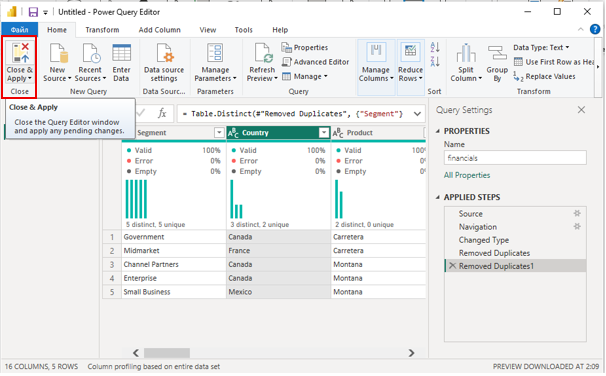 Untitled - Power Query Editor
Файл Home Transform Add Column View Tools Help
Close & Apply
Close
New Source
Recent Sources
Enter Data
New Query
Data source settings
Data Sourc...
Manage Parameters
Parameters
Refresh Preview
Properties
Advanced Editor
Manage
Query
Manage Columns
Reduce Rows
Sort
Split Column
Group By
Data Type: Text
Use First Row as Hea
Replace Values
Transform
Close & Apply
Close the Query Editor window
and apply any pending changes.
= Table.Distinct(#"Removed Duplicates", {"Segment"}
Segment
Valid 100%
Error 0%
Empty 0%
5 distinct, 5 unique
Country
Valid 100%
Error 0%
Empty 0%
3 distinct, 2 unique
Product
Valid 100%
Error 0%
Empty 0%
2 distinct, 0 unique
1 Government Canada Carretera
2 Midmarket France Carretera
3 Channel Partners Canada Montana
4 Enterprise Canada Montana
5 Small Business Mexico Montana
Query Settings
PROPERTIES
Name
financials
All Properties
APPLIED STEPS
Source
Navigation
Changed Type
Removed Duplicates
Removed Duplicates1
16 COLUMNS, 5 ROWS Column profiling based on entire data set PREVIEW DOWNLOADED AT 2:09